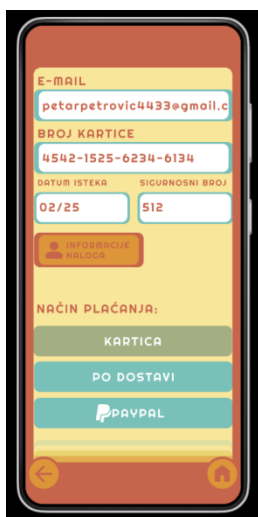 E-MAIL
petarpetrovic4433@gmail.c
BROJ KARTICE
4542-1525-6234-6134
DATUM ISTEKA SIGURNOSNI BROJ
02/25 512
INFORMACIJE
NALOGA
NAČIN PLAĆANJA:
KARTICA
PO DOSTAVI
PAYPAL